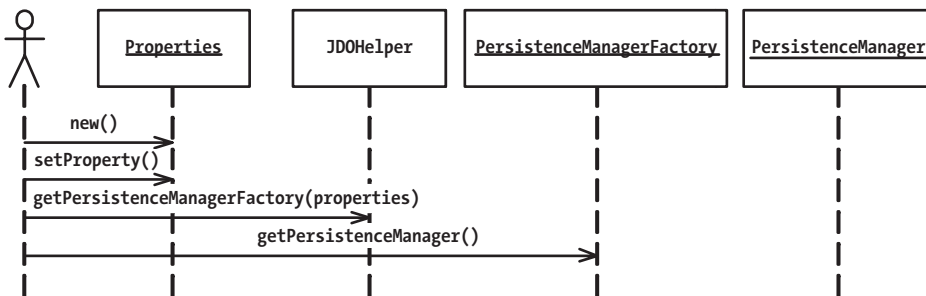 Properties
JDOHelper
PersistenceManagerFactory
PersistenceManager
new()
setProperty()
getPersistenceManagerFactory(properties)
getPersistenceManager()